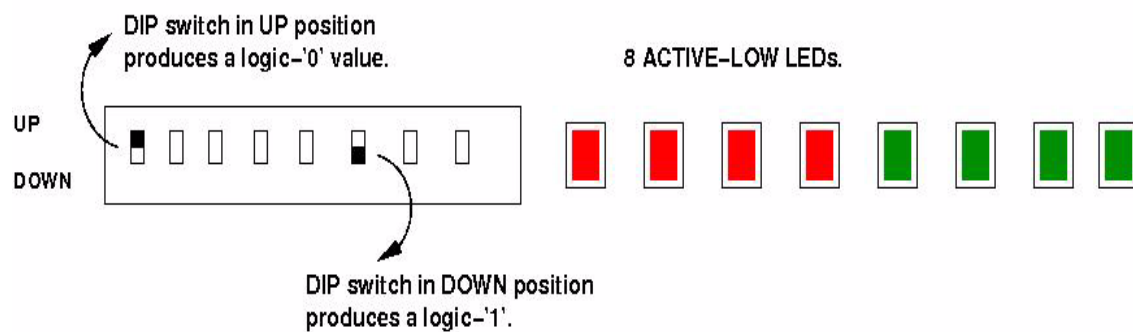 DIP switch in UP position
produces a logic-'0' value.
8 ACTIVE-LOW LEDs.
UP
DOWN
DIP switch in DOWN position
produces a logic-'1'.